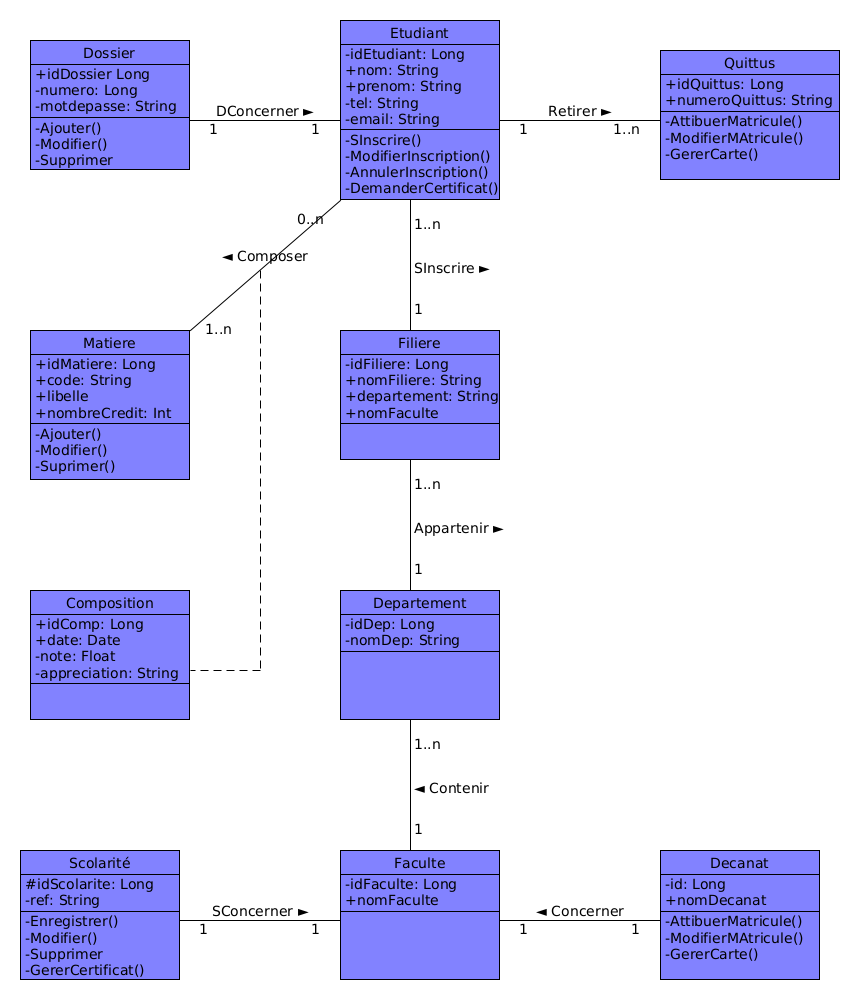 Dossier
+idDossier Long
-numero: Long
-motdepasse: String
-Ajouter()
-Modifier()
-Supprimer
DConcerner ►
1
1
Etudiant
-idEtudiant: Long
+nom: String
+prenom: String
-tel: String
-email: String
-SInscrire()
-ModifierInscription()
-AnnulerInscription()
-DemanderCertificat()
Retirer ►
1
1..n
Quittus
+idQuittus: Long
+numeroQuittus: String
-AttibuerMatricule()
-ModifierMAtricule()
-GererCarte()
0..n
◄ Composer
1..n
1..n
SInscrire ►
1
Matiere
+idMatiere: Long
+code: String
+libelle
+nombreCredit: Int
-Ajouter()
-Modifier()
-Suprimer()
Filiere
-idFiliere: Long
+nomFiliere: String
+departement: String
+nomFaculte
1..n
Appartenir ►
1
Composition
+idComp: Long
+date: Date
-note: Float
-appreciation: String
Departement
-idDep: Long
-nomDep: String
1..n
◄ Contenir
1
Scolarité
#idScolarite: Long
-ref: String
-Enregistrer()
-Modifier()
-Supprimer
-GererCertificat()
SConcerner ►
1
1
Faculte
-idFaculte: Long
+nomFaculte
◄ Concerner
1
1
Decanat
-id: Long
+nomDecanat
-AttibuerMatricule()
-ModifierMAtricule()
-GererCarte()